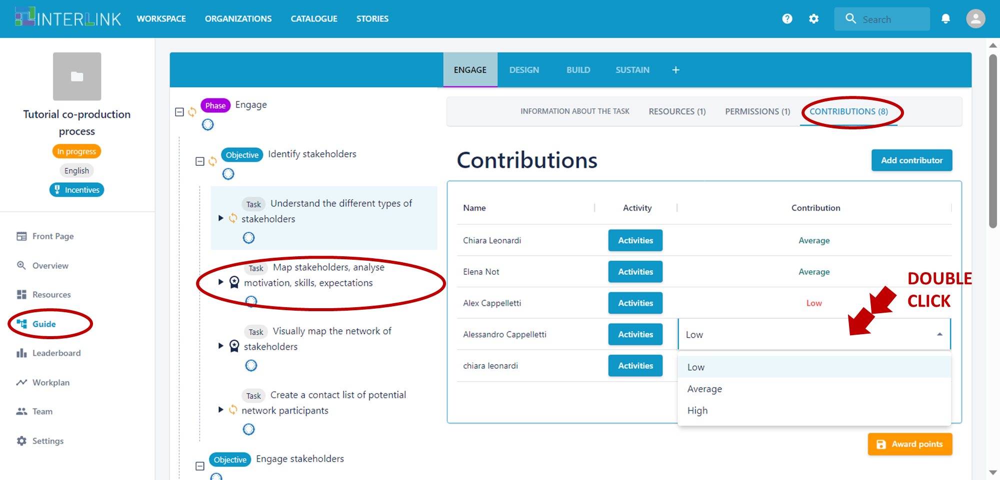 INTERLINK WORKSPACE ORGANIZATIONS CATALOGUE STORIES Search
Tutorial co-production
process
In progress
English
Incentives
Front Page
Overview
Resources
Guide
Leaderboard
Workplan
Team
Settings
ENGAGE DESIGN BUILD SUSTAIN +
Phase Engage
Objective Identify stakeholders
Task Understand the different types of
stakeholders
Task Map stakeholders, analyse
motivation, skills, expectations
Task Visually map the network of
stakeholders
Task Create a contact list of potential
network participants
Objective Engage stakeholders
INFORMATION ABOUT THE TASK RESOURCES (1) PERMISSIONS (1) CONTRIBUTIONS (8)
Contributions
Add contributor
Name Activity Contribution
Chiara Leonardi Activities Average
Elena Not Activities Average
Alex Cappelletti Activities Low
Alessandro Cappelletti Activities Low
chiara leonardi Activities
Low
Average
High
DOUBLE
CLICK
Award points